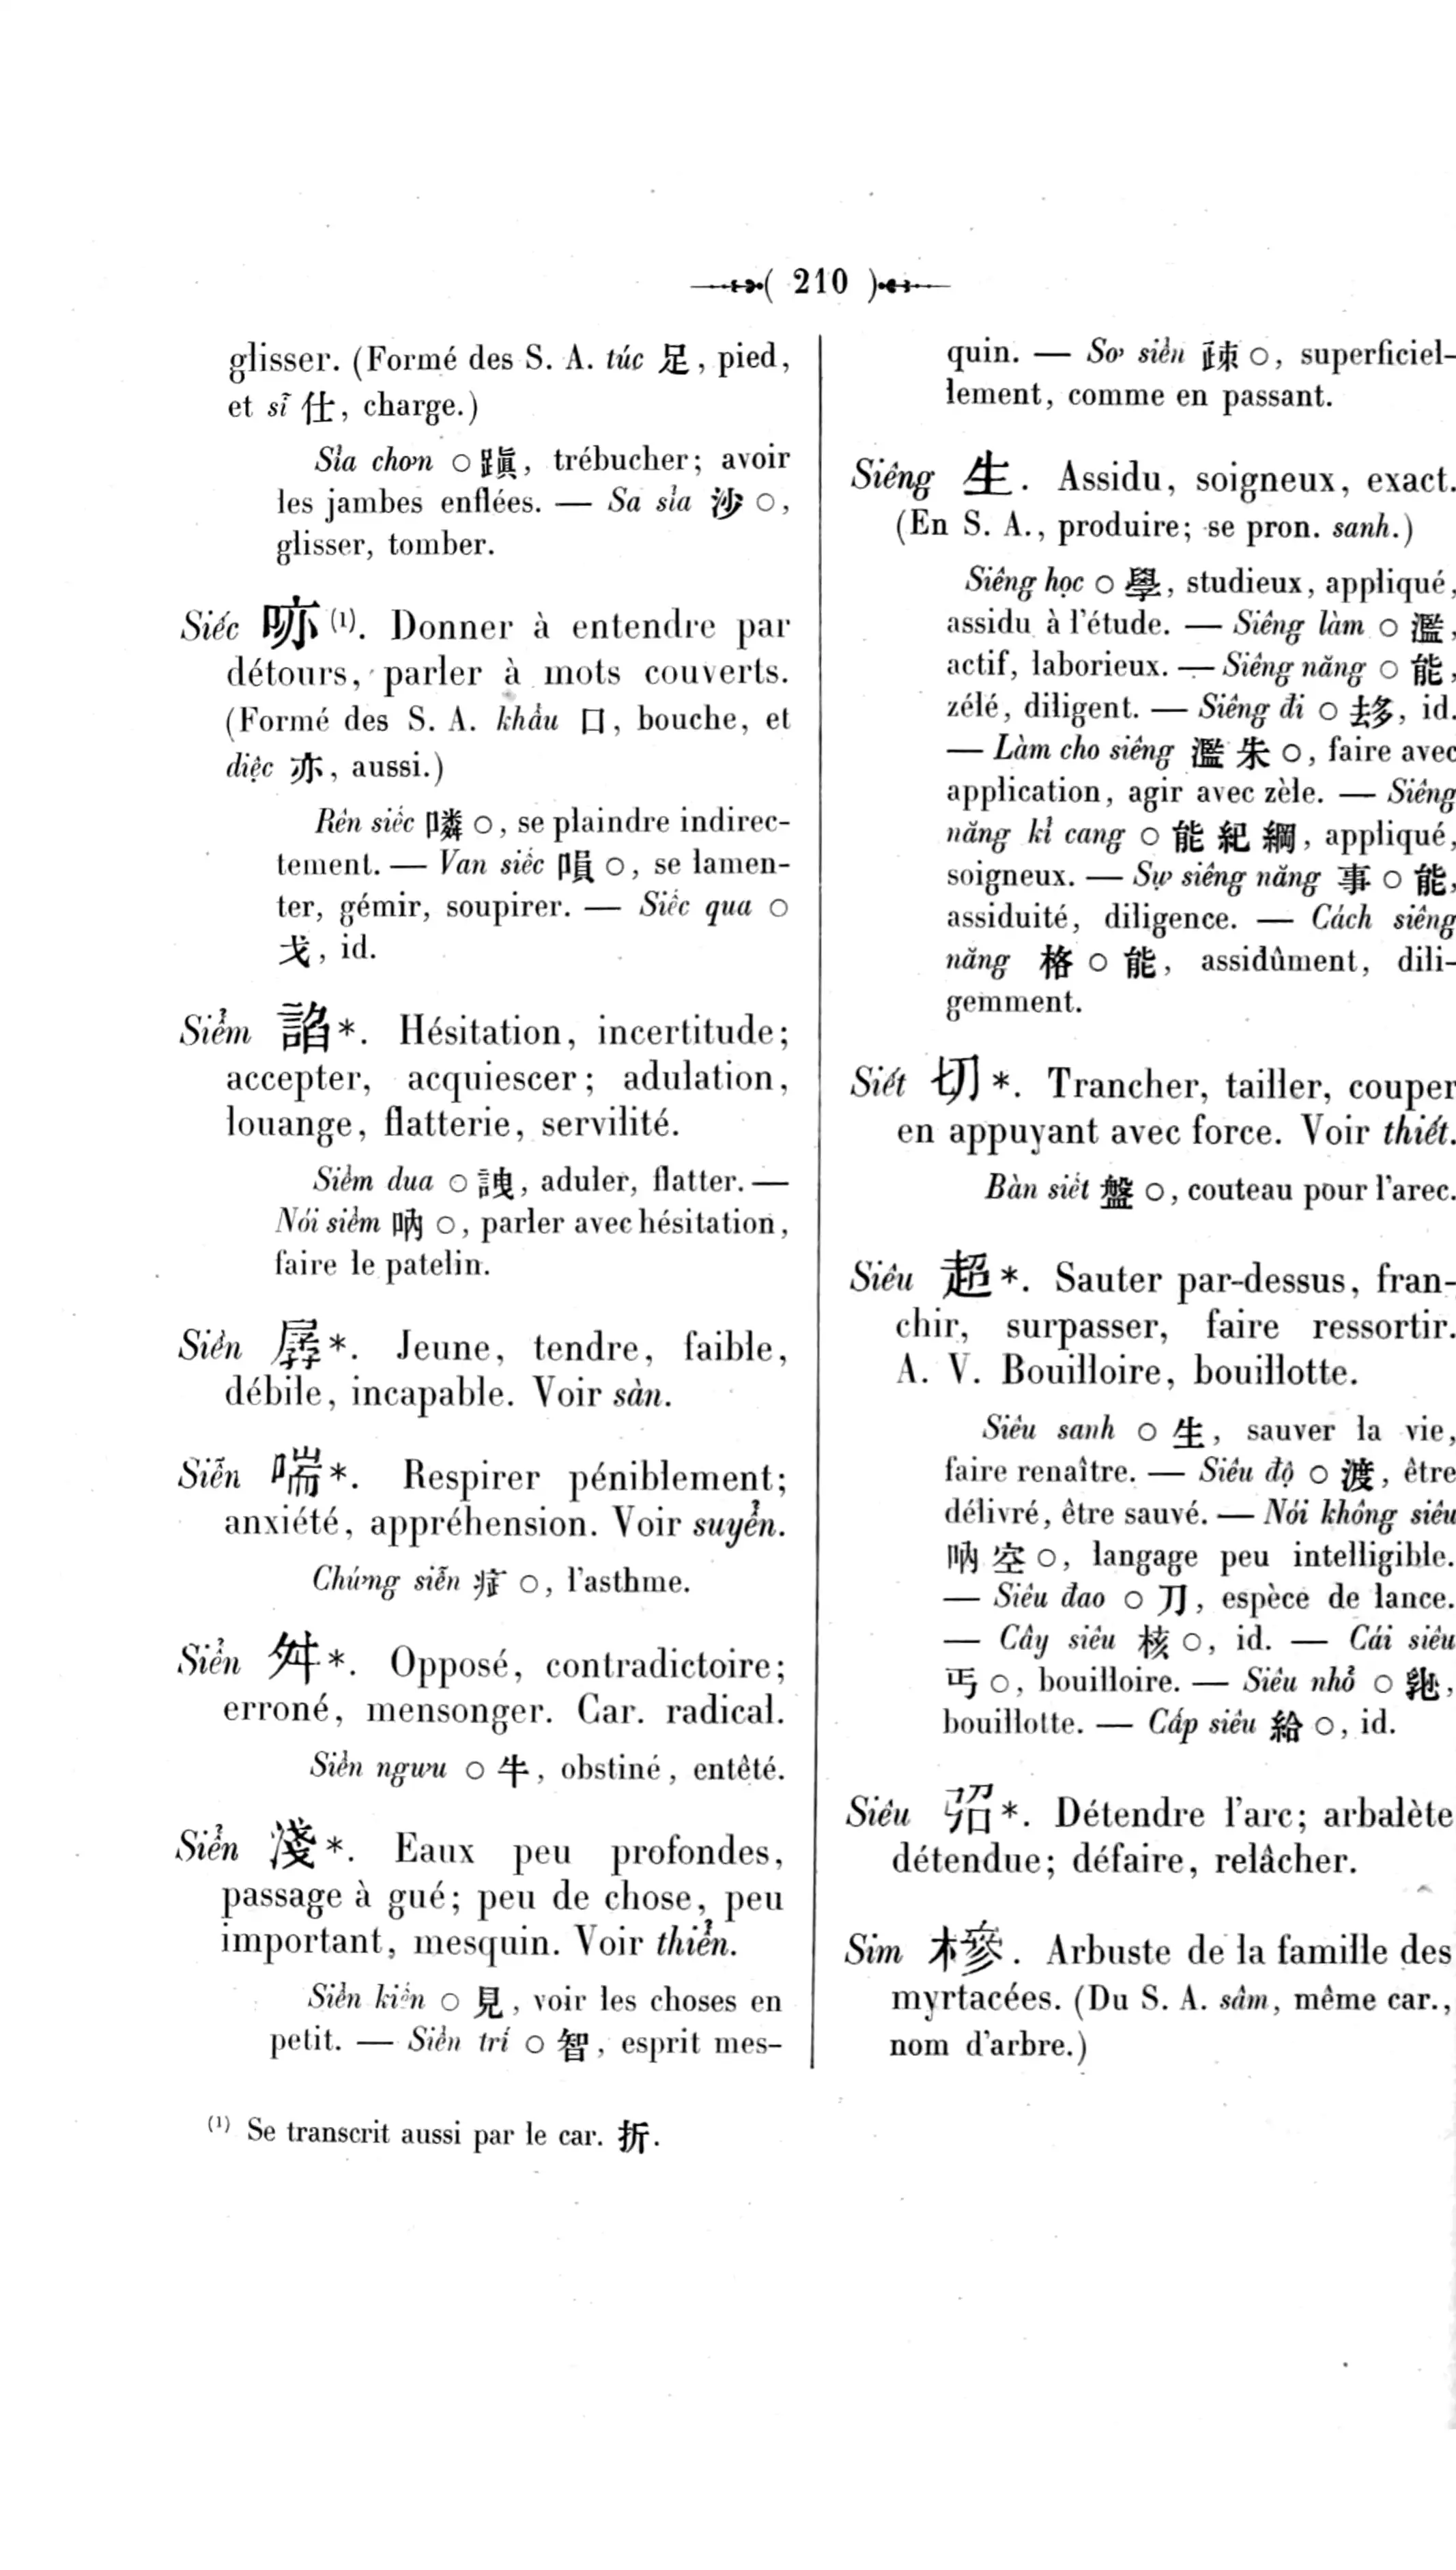 ( 210 )
glisser. (Formé des S. A. túc 足, pied,
et sĩ 仕, charge.)
Sỉa chơn ○ 蹎, trébucher; avoir
les jambes enflées. — Sa sỉa 沙 ○,
glisser, tomber.
Siếc 𠲖 (1). Donner à entendre par
détours, parler à mots couverts.
(Formé des S. A. khẩu 口, bouche, et
diệc 亦, aussi.)
Rên siếc 嶙 ○, se plaindre indirec-
tement. — Van siếc 嘪 ○, se lamen-
ter, gémir, soupirer. — Siếc qua ○
戈, id.
Siểm 諂 *. Hésitation, incertitude;
accepter, acquiescer; adulation,
louange, flatterie, servilité.
Siểm dua ○ 諛, aduler, flatter. —
Nói siểm 吶 ○, parler avec hésitation,
faire le patelin.
Siền 孱 *. Jeune, tendre, faible,
débile, incapable. Voir sàn.
Siễn 喘 *. Respirer péniblement;
anxiété, appréhension. Voir suyển.
Chứng siễn 症 ○, l'asthme.
Siển 舛 *. Opposé, contradictoire;
erroné, mensonger. Car. radical.
Siển ngưu ○ 牛, obstiné, entêté.
Siển 淺 *. Eaux peu profondes,
passage à gué; peu de chose, peu
important, mesquin. Voir thiển.
Siển kiến ○ 見, voir les choses en
petit. — Siển trí ○ 智, esprit mes-
(1) Se transcrit aussi par le car. 折.
quin. — Sơ siển 疎 ○, superficiel-
lement, comme en passant.
Siêng 生. Assidu, soigneux, exact.
(En S. A., produire; se pron. sanh.)
Siêng học ○ 學, studieux, appliqué,
assidu à l'étude. — Siêng làm ○ 濫,
actif, laborieux. — Siêng năng ○ 能,
zélé, diligent. — Siêng đi ○ 𠫾, id.
— Làm cho siêng 濫 朱 ○, faire avec
application, agir avec zèle. — Siêng
năng kỉ cang ○ 能 紀 綱, appliqué,
soigneux. — Sự siêng năng 事 ○ 能,
assiduité, diligence. — Cách siêng
năng 格 ○ 能, assidûment, dili-
gemment.
Siét 切 *. Trancher, tailler, couper
en appuyant avec force. Voir thiét.
Bàn siết 盤 ○, couteau pour l'arec.
Siêu 超 *. Sauter par-dessus, fran-
chir, surpasser, faire ressortir.
A. V. Bouilloire, bouillotte.
Siêu sanh ○ 生, sauver la vie,
faire renaître. — Siêu độ ○ 渡, être
délivré, être sauvé. — Nói không siêu
吶 空 ○, langage peu intelligible.
— Siêu đao ○ 刀, espèce de lance.
— Cây siêu 核 ○, id. — Cái siêu
丐 ○, bouilloire. — Siêu nhỏ ○ 𡮈,
bouillotte. — Cấp siêu 給 ○, id.
Siêu 弨 *. Détendre l'arc; arbalète
détendue; défaire, relâcher.
Sim 槮. Arbuste de la famille des
myrtacées. (Du S. A. sâm, même car.,
nom d'arbre.)